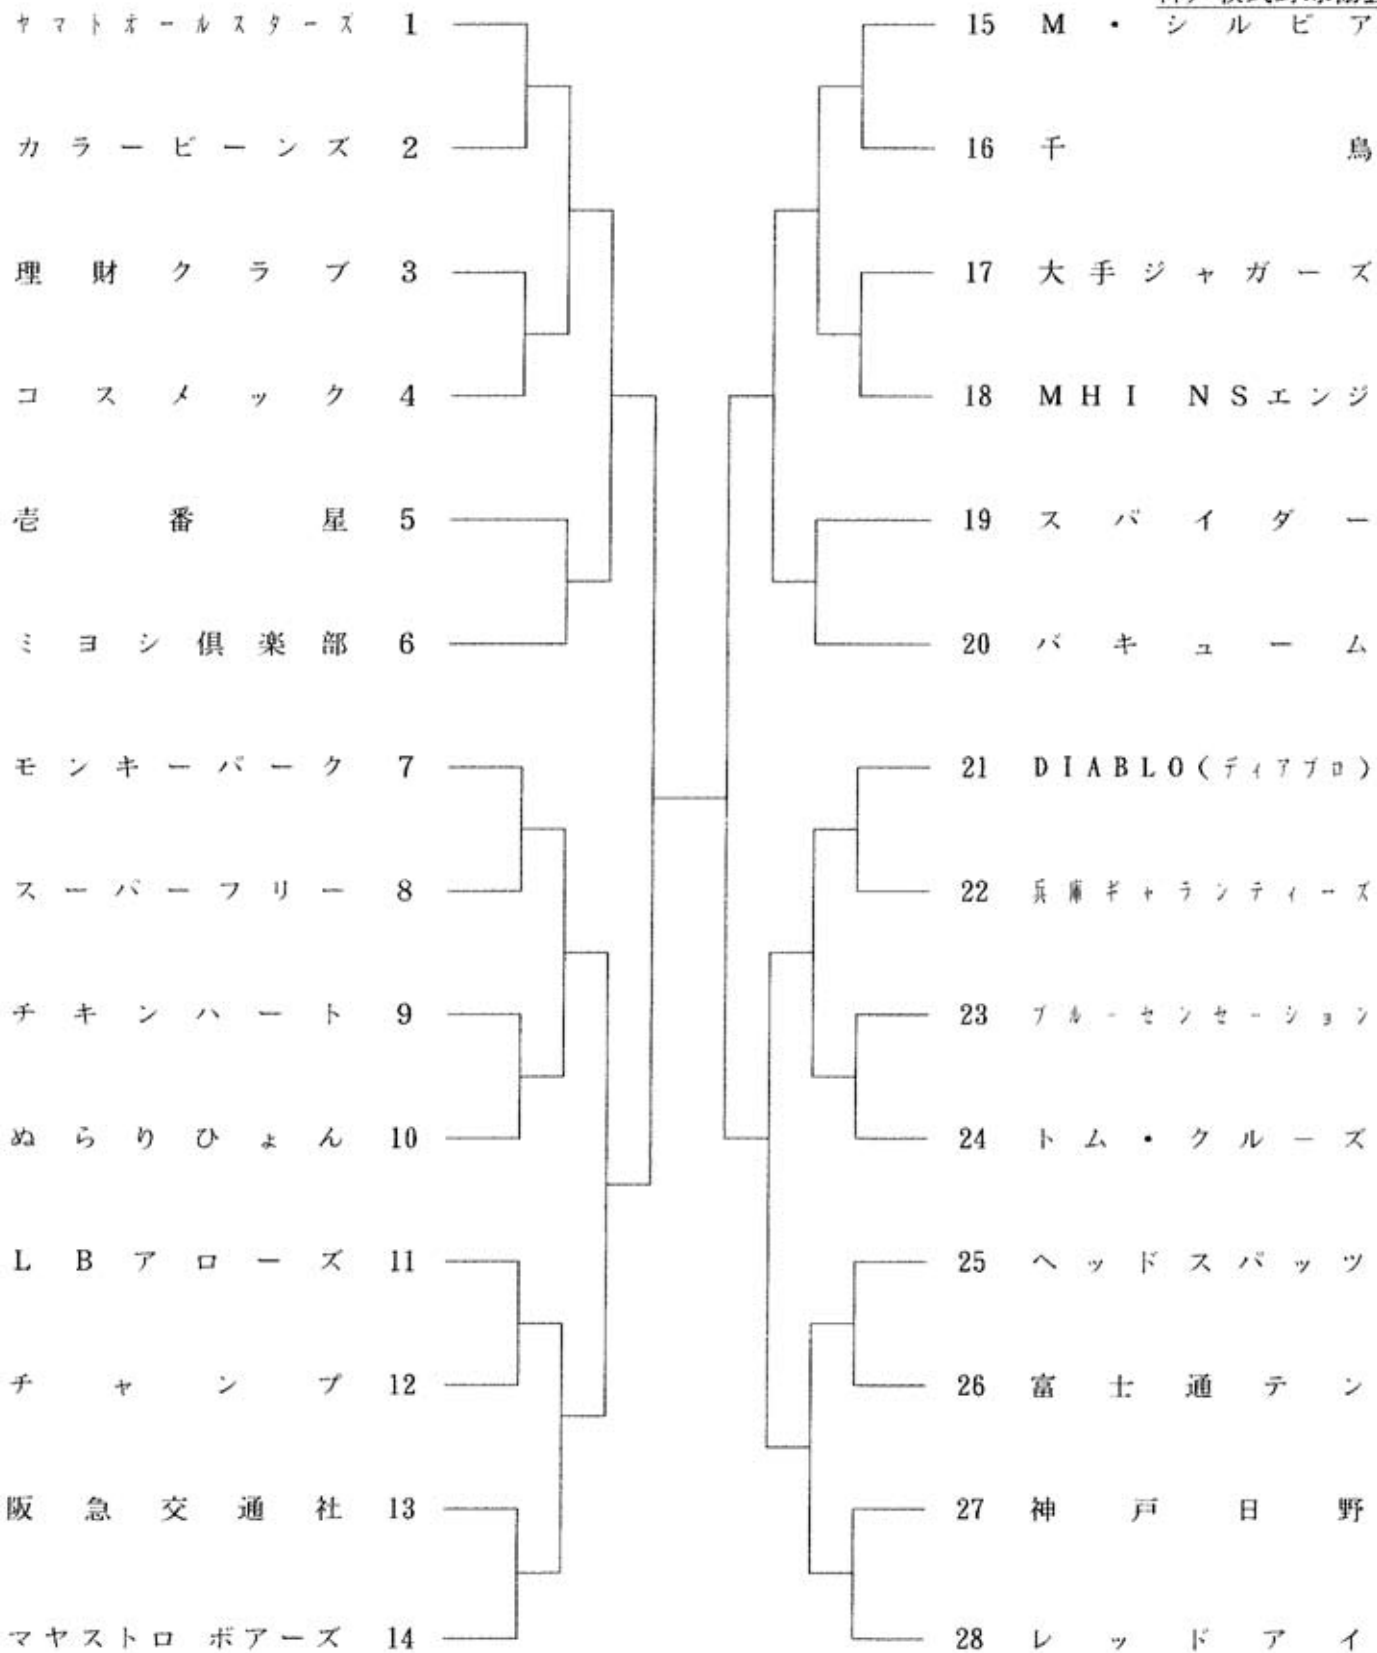 ヤマトオールスターズ 1
カラービーンズ 2
理財クラブ 3
コスメック 4
壱番星 5
ミヨシ倶楽部 6
モンキーパーク 7
スーパーフリー 8
チキンハート 9
ぬらりひょん 10
LBアローズ 11
チャンプ 12
阪急交通社 13
マヤストロ ボアーズ 14
15 M・シルビア
16 千鳥
17 大手ジャガーズ
18 MHI NSエンジ
19 スパイダー
20 バキューム
21 DIABLO(ディアブロ)
22 兵庫ギャランティーズ
23 ブルーセンセーション
24 トム・クルーズ
25 ヘッドスパッツ
26 富士通テン
27 神戸日野
28 レッドアイ